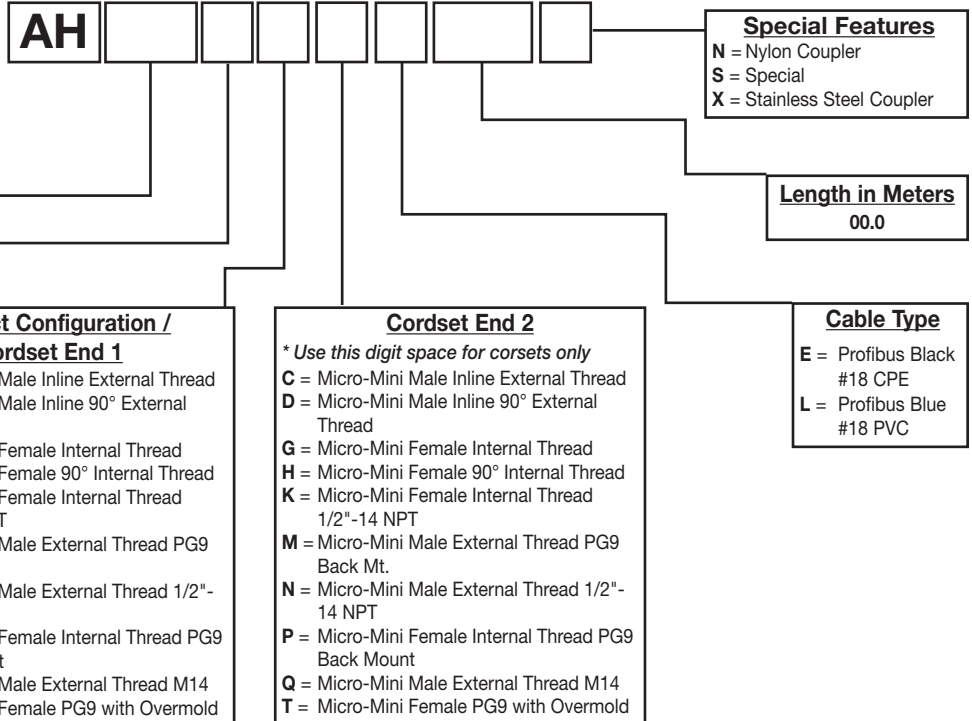 AH
Special Features
N = Nylon Coupler
S = Special
X = Stainless Steel Coupler
Length in Meters
00.0
Configuration /
End 1
Male Inline External Thread
Male Inline 90° External
Female Internal Thread
Female 90° Internal Thread
Female Internal Thread
Male External Thread PG9
Male External Thread 1/2"-
Female Internal Thread PG9
Male External Thread M14
Female PG9 with Overmold
Cordset End 2
* Use this digit space for corsets only
C = Micro-Mini Male Inline External Thread
D = Micro-Mini Male Inline 90° External
Thread
G = Micro-Mini Female Internal Thread
H = Micro-Mini Female 90° Internal Thread
K = Micro-Mini Female Internal Thread
1/2"-14 NPT
M = Micro-Mini Male External Thread PG9
Back Mt.
N = Micro-Mini Male External Thread 1/2"-
14 NPT
P = Micro-Mini Female Internal Thread PG9
Back Mount
Q = Micro-Mini Male External Thread M14
T = Micro-Mini Female PG9 with Overmold
Cable Type
E = Profibus Black
#18 CPE
L = Profibus Blue
#18 PVC